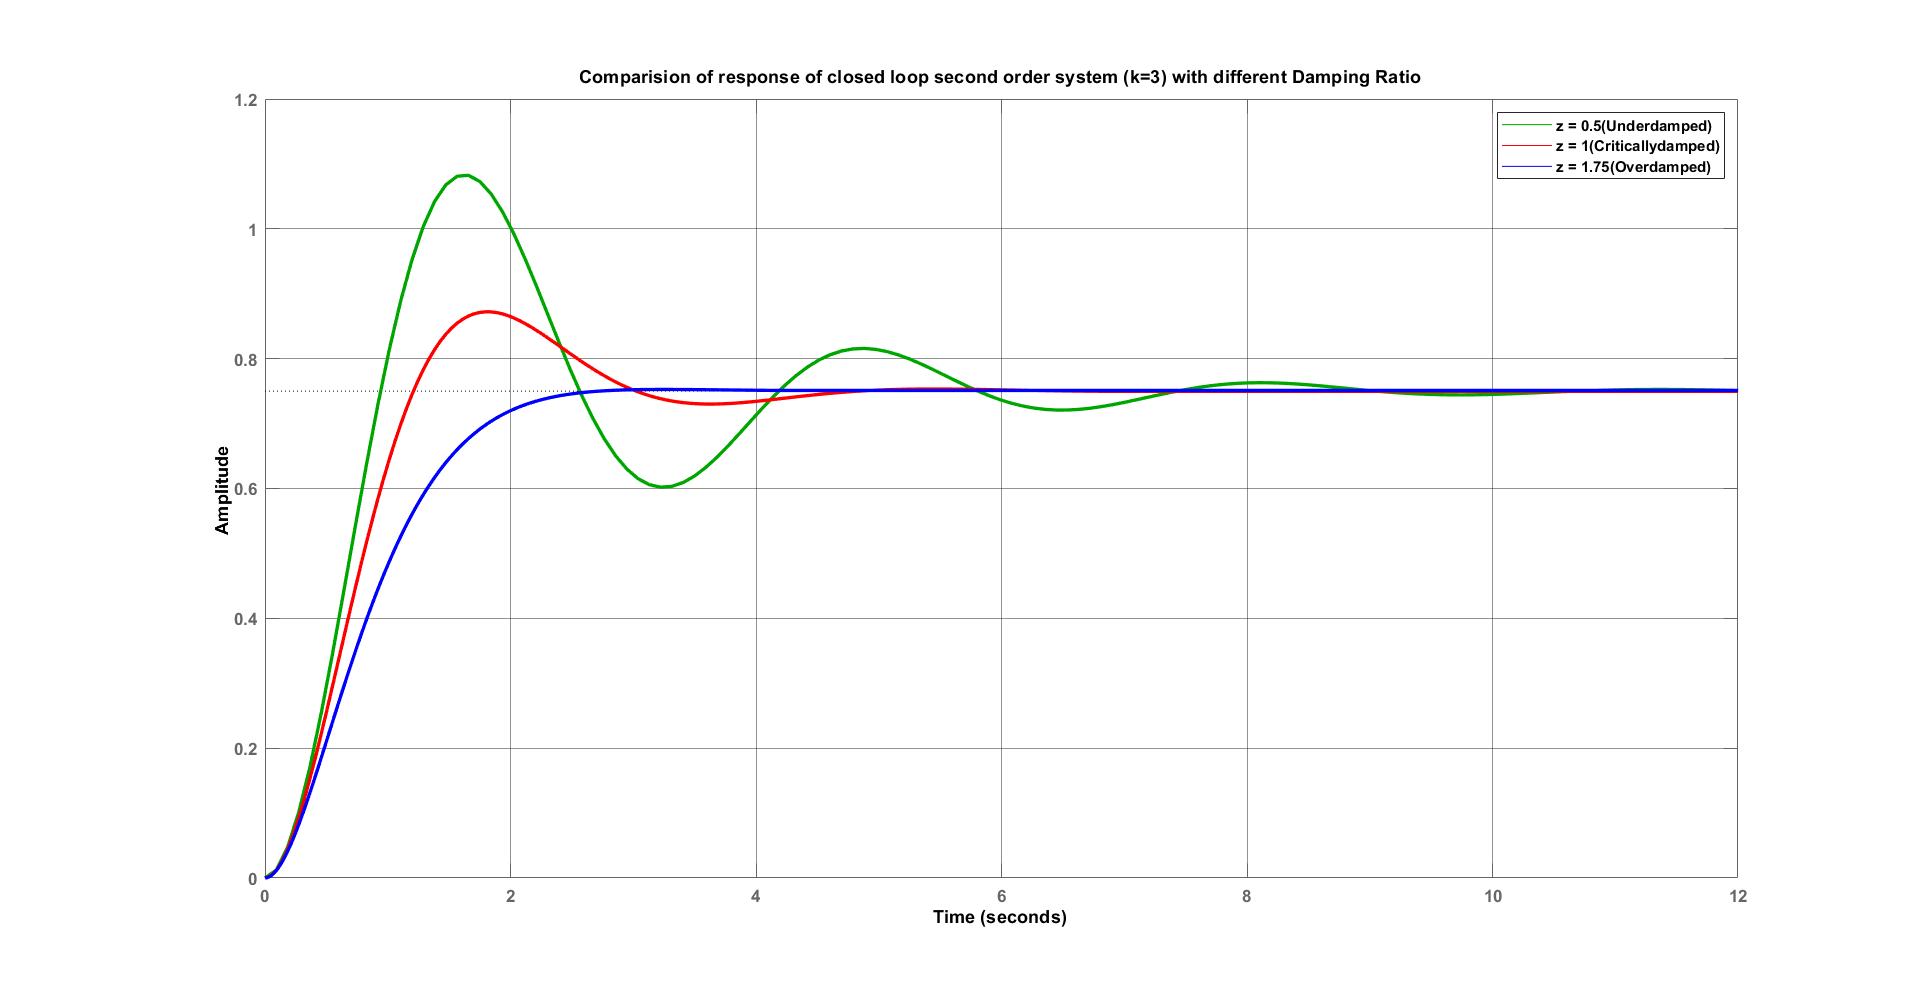 Comparision of response of closed loop second order system (k=3) with different Damping Ratio
z = 0.5(Underdamped)
z = 1(Criticallydamped)
z = 1.75(Overdamped)
Amplitude
1.2
1
0.8
0.6
0.4
0.2
0
0 2 4 6 8 10 12
Time (seconds)